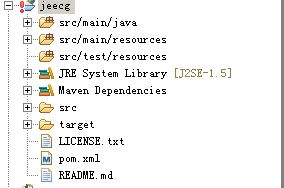 jeecg
src/main/java
src/main/resources
src/test/resources
JRE System Library [J2SE-1.5]
Maven Dependencies
src
target
LICENSE.txt
pom.xml
README.md